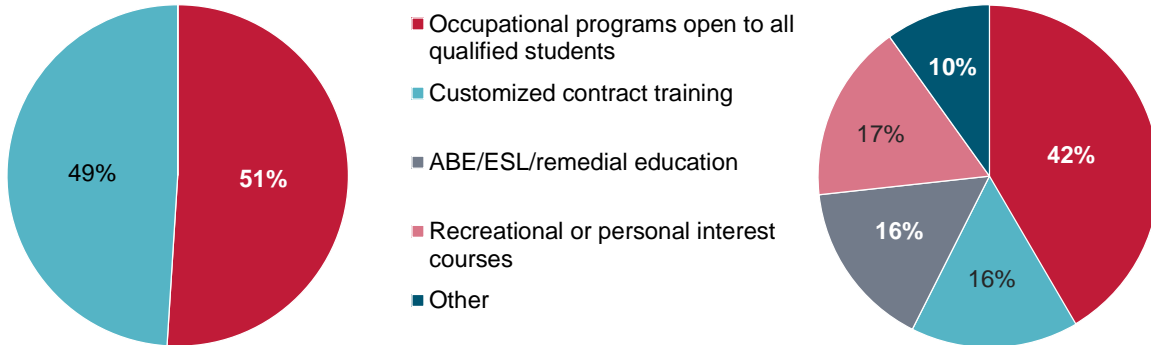 49%
51%
Occupational programs open to all
qualified students
Customized contract training
ABE/ESL/remedial education
Recreational or personal interest
courses
Other
10%
17%
42%
16%
16%